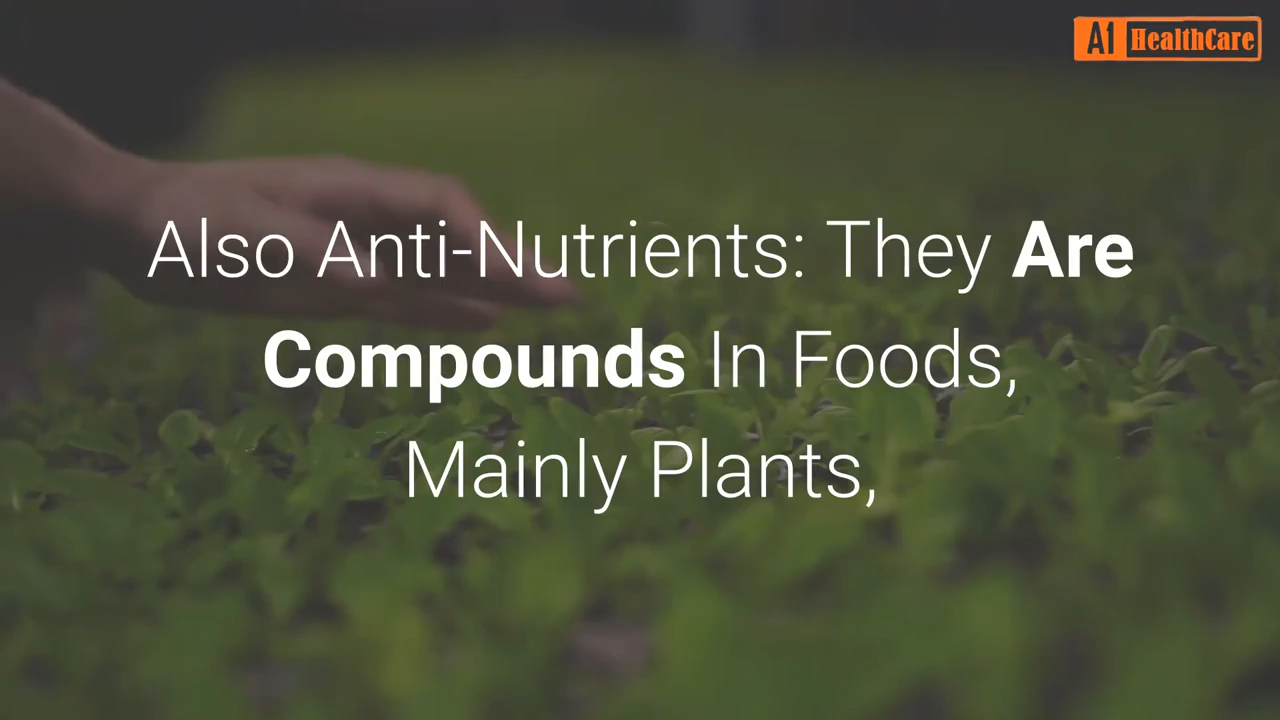 A1 HealthCare
Also Anti-Nutrients: They Are
Compounds In Foods,
Mainly Plants,